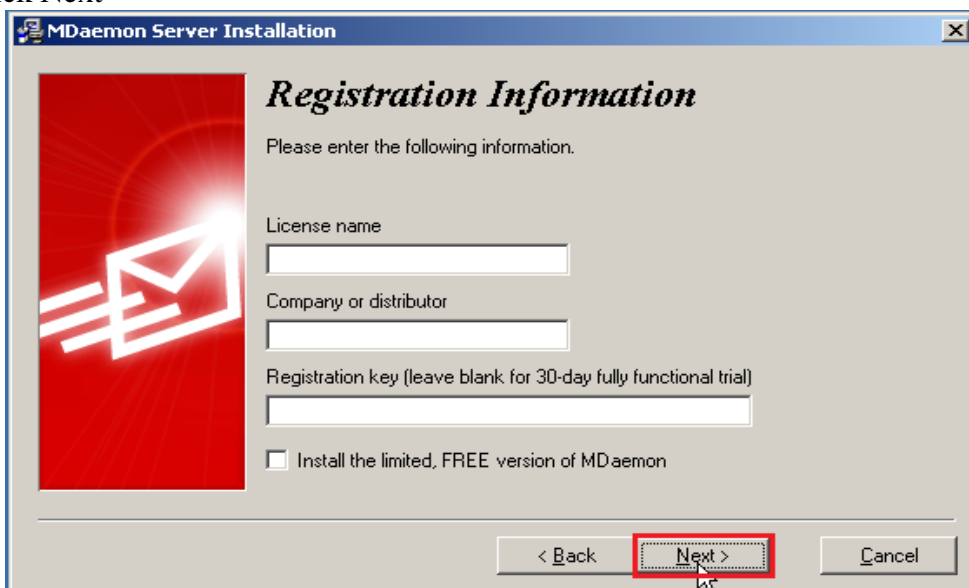 MDaemon Server Installation
Registration Information
Please enter the following information.
License name
Company or distributor
Registration key (leave blank for 30-day fully functional trial)
Install the limited, FREE version of MDaemon
< Back Next > Cancel